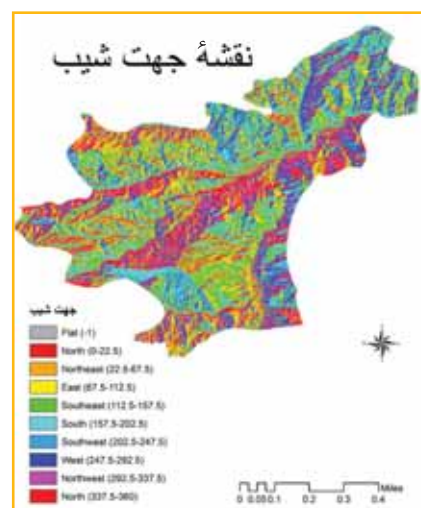 نقشهٔ جهت شیب
جهت شیب
Flat (-1)
North (0-22.5)
Northeast (22.5-67.5)
East (67.5-112.5)
Southeast (112.5-157.5)
South (157.5-202.5)
Southwest (202.5-247.5)
West (247.5-292.5)
Northwest (292.5-337.5)
North (337.5-360)
Miles
0 0.05 0.1 0.2 0.3 0.4